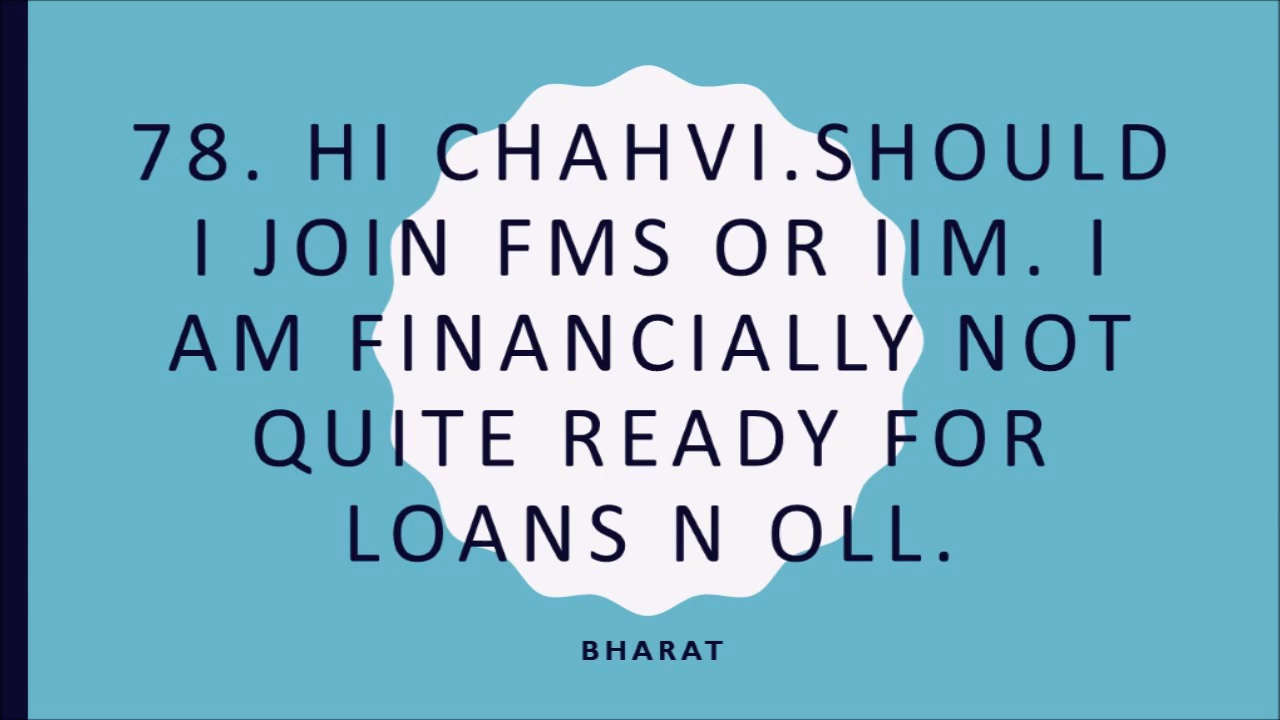 78. HI CHAHVI.SHOULD
I JOIN FMS OR IIM. I
AM FINANCIALLY NOT
QUITE READY FOR
LOANS N OLL.
BHARAT